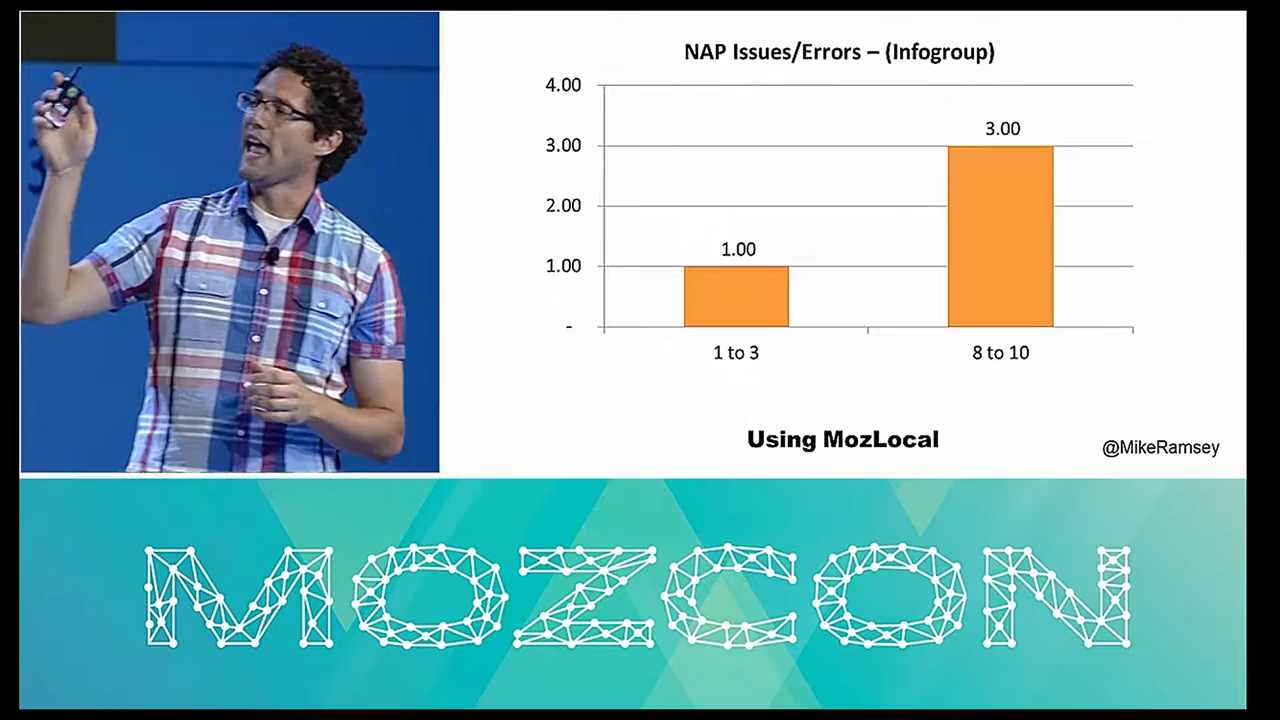 NAP Issues/Errors – (Infogroup)
4.00
3.00
2.00
1.00
-
1.00
3.00
1 to 3
8 to 10
Using MozLocal
@MikeRamsey
MOZCON